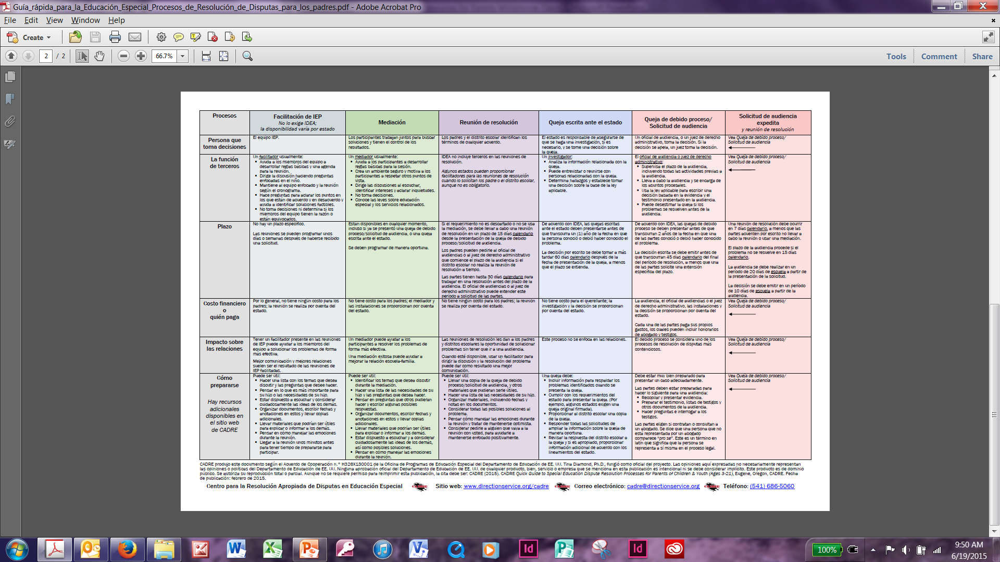 Guía_rápida_para_la_Educación_Especial_Procesos_de_Resolución_de_Disputas_para_los_padres.pdf - Adobe Acrobat Pro
File Edit View Window Help
Create
2 / 2
66.7%
Tools Comment Share
Procesos
Facilitación de IEP
No lo exige IDEA;
la disponibilidad varía por estado
Mediación
Reunión de resolución
Queja escrita ante el estado
Queja de debido proceso/
Solicitud de audiencia
Solicitud de audiencia
expedita
y reunión de resolución
Persona que
toma decisiones
El equipo IEP.
Los participantes trabajan juntos para buscar
soluciones y tienen el control de los
resultados.
Los padres y el distrito escolar identifican los
términos de cualquier acuerdo.
El estado es responsable de asegurarse de
que se haga una investigación, si es
necesario, y se tome una decisión sobre
la queja.
Un oficial de audiencia, o un juez de derecho
administrativo, toma la decisión. Si la
decisión se apela, un juez toma la decisión.
Vea Queja de debido proceso/
Solicitud de audiencia
La función
de terceros
Un facilitador usualmente:
▪ Ayuda a los miembros del equipo a
desarrollar reglas básicas y una agenda
para la reunión.
▪ Dirige la discusión haciendo preguntas
enfocadas en el niño.
▪ Mantiene al equipo enfocado y la reunión
según el cronograma.
▪ Hace preguntas para aclarar los puntos en
los que están de acuerdo y en desacuerdo y
ayuda a identificar soluciones factibles.
▪ No toma decisiones ni determina si los
miembros del equipo tienen la razón o
están equivocados.
Un mediador usualmente:
▪ Ayuda a los participantes a desarrollar
reglas básicas para la sesión.
▪ Crea un ambiente seguro y motiva a los
participantes a respetar otros puntos de
vista.
▪ Dirige las discusiones al escuchar,
identificar intereses y aclarar inquietudes.
▪ No toma decisiones.
▪ Conoce las leyes sobre educación
especial y los servicios relacionados.
IDEA no incluye terceros en las reuniones de
resolución.
Algunos estados pueden proporcionar
facilitadores para las reuniones de resolución
cuando lo solicitan los padre o el distrito escolar,
aunque no es obligatorio.
Un investigador:
▪ Analiza la información relacionada con la
queja.
▪ Puede entrevistar o reunirse con
personas relacionadas con la queja.
▪ Determina hallazgos y establece tomar
una decisión sobre la base de la ley
aplicable.
El oficial de audiencia o juez de derecho
administrativo:
▪ Supervisa el plazo de la audiencia,
incluyendo todas las actividades previas a
la audiencia.
▪ Lleva a cabo la audiencia y se encarga de
los asuntos procesales.
▪ Usa la ley aplicable para escribir una
decisión basada en la evidencia y el
testimonio presentado en la audiencia.
▪ Puede desestimar la queja si los
problemas se resuelven antes de la
audiencia.
Vea Queja de debido proceso/
Solicitud de audiencia
Plazo
No hay un plazo específico.
Las reuniones se pueden programar unos
días o semanas después de haberse recibido
una solicitud.
Están disponibles en cualquier momento,
incluso si ya se presentó una queja de debido
proceso/solicitud de audiencia, o una queja
escrita ante el estado.
Se deben programar de manera oportuna.
Si el requerimiento no es descartado o no se usa
la mediación, se debe llevar a cabo una reunión
de resolución en un plazo de 15 días calendario
desde la presentación de la queja de debido
proceso/solicitud de audiencia.
Los padres pueden pedirle al oficial de
audiencias o al juez de derecho administrativo
que comience el plazo de la audiencia si el
distrito escolar no realiza la reunión de
resolución a tiempo.
Las partes tienen hasta 30 días calendario para
trabajar en una resolución antes del plazo de la
audiencia. El oficial de audiencias o al juez de
derecho administrativo puede extender este
período a solicitud de las partes.
De acuerdo con IDEA, las quejas escritas
ante el estado deben presentarse antes de
que transcurra un (1) año de la fecha en que
la persona conoció o debió haber conocido el
problema.
La decisión por escrito se debe tomar a más
tardar 60 días calendario después de la
fecha de presentación de la queja, a menos
que el plazo se extienda.
De acuerdo con IDEA, las quejas de debido
proceso se deben presentar antes de que
transcurran 2 años de la fecha en que una
de las partes conoció o debió haber conocido
el problema.
La decisión escrita se debe emitir antes de
que transcurran 45 días calendario del final
del período de resolución, a menos que una
de las partes solicite una extensión
específica del plazo.
Una reunión de resolución debe ocurrir
en 7 días calendario, a menos que las
partes acuerden por escrito no llevar a
cabo la reunión o usar una mediación.
El plazo de la audiencia procede si el
problema no se resuelve en 15 días
calendario.
La audiencia se debe realizar en un
período de 20 días de escuela a partir de
la presentación de la solicitud.
La decisión se debe emitir en un período
de 10 días de escuela a partir de la
audiencia.
Costo financiero
o
quién paga
Por lo general, no tiene ningún costo para los
padres; la reunión se realiza por cuenta del
estado.
No tiene costo para los padres; el mediador y
las instalaciones se proporcionan por cuenta
del estado.
No tiene ningún costo para los padres; la reunión
se realiza por cuenta del estado.
No tiene costo para el querellante; la
investigación y la decisión se proporcionan
por cuenta del estado.
La audiencia, el oficial de audiencias o el juez
de derecho administrativo, las instalaciones y
la decisión se proporcionan por cuenta del
estado.
Cada una de las partes paga sus propios
gastos, los cuales pueden incluir honorarios
de abogado y testigos.
Vea Queja de debido proceso/
Solicitud de audiencia
Impacto sobre
las relaciones
Tener un facilitador presente en las reuniones
de IEP puede ayudar a los miembros del
equipo a solucionar los problemas de forma
más efectiva.
Mejor comunicación y mejores relaciones
suelen ser el resultado de las reuniones de
IEP facilitadas.
Un mediador puede ayudar a los
participantes a resolver los problemas de
forma más efectiva.
Una mediación exitosa puede ayudar a
mejorar la relación escuela-familia.
Las reuniones de resolución les dan a los padres
y distritos escolares la oportunidad de solucionar
problemas sin tener que ir a una audiencia.
Cuando esté disponible, usar un facilitador para
dirigir la discusión y la resolución del problema
puede dar como resultado una mejor
comunicación.
Este proceso no se enfoca en las relaciones.
El debido proceso se considera uno de los
procesos de resolución de disputas más
contenciosos.
Vea Queja de debido proceso/
Solicitud de audiencia
Cómo
prepararse
Hay recursos
adicionales
disponibles en
el sitio web
de CADRE
Puede ser útil:
▪ Hacer una lista con los temas que desea
discutir y las preguntas que desee hacer.
▪ Pensar en lo que es más importante para
su hijo o las necesidades de su hijo.
▪ Estar dispuesto a escuchar y considerar
cuidadosamente las ideas de los demás.
▪ Organizar documentos, escribir fechas y
anotaciones en estos y llevar copias
adicionales.
▪ Llevar materiales que podrían ser útiles
para explicar o informar a los demás.
▪ Pensar en cómo manejar las emociones
durante la reunión.
▪ Llegar a la reunión unos minutos antes
para tener tiempo de prepararse para
participar.
Puede ser útil:
▪ Identificar los temas que desea discutir
durante la mediación.
▪ Hacer una lista de las necesidades de su
hijo y las preguntas que desea hacer.
▪ Pensar en preguntas que otros pudieran
hacer y escribir algunas posibles
respuestas.
▪ Organizar documentos, escribir fechas y
anotaciones en estos y llevar copias
adicionales.
▪ Llevar materiales que podrían ser útiles
para explicar o informar a los demás.
▪ Estar dispuesto a escuchar y a considerar
cuidadosamente las ideas de los demás,
así como posibles soluciones.
▪ Pensar en cómo manejar las emociones
durante la reunión.
Puede ser útil:
▪ Llevar una copia de la queja de debido
proceso/solicitud de audiencia, y otros
materiales que pudieran serle útiles.
▪ Hacer una lista de las necesidades de su hijo.
▪ Organizar materiales, incluyendo fechas y
notas en los documentos.
▪ Considerar todas las posibles soluciones al
problema.
▪ Pensar cómo manejar las emociones durante
la reunión y tratar de mantenerse optimista.
▪ Considerar pedirle a alguien que vaya a la
reunión con usted, para ayudarle a
mantenerse enfocado positivamente.
Una queja debe:
▪ Incluir información para respaldar los
problemas identificados cuando se
presenta la queja.
▪ Cumplir con los requerimientos del
estado para presentar la queja. (Por
ejemplo, algunos estados exigen una
queja original firmada).
▪ Proporcionar al distrito escolar una copia
de la queja.
▪ Responder todas las solicitudes de
ampliar la información sobre la queja de
manera oportuna.
▪ Revisar la respuesta del distrito escolar a
la queja y si es apropiado, proporcionar
información adicional de acuerdo con los
lineamientos del estado.
Debe estar muy bien preparado para
presentar un caso adecuadamente.
Las partes deben estar preparadas para
hacer lo siguiente para una audiencia:
▪ Recopilar y presentar evidencia.
▪ Preparar el testimonio, listas de testigos y
otros documentos de la audiencia.
▪ Hacer preguntas e interrogar a los
testigos.
Las partes eligen si contratan o consultan a
un abogado. Se dice que una persona que no
está representada por un abogado
comparece “pro se”. Este es un término en
latín que significa que la persona se
representa a sí misma en el proceso legal.
Vea Queja de debido proceso/
Solicitud de audiencia
CADRE produjo este documento según el Acuerdo de Cooperación n.° H326X130001 de la Oficina de Programas de Educación Especial del Departamento de Educación de EE. UU. Tina Diamond, Ph.D., fungió como oficial del proyecto. Las opiniones aquí expresadas no necesariamente representan
las opiniones o políticas del Departamento de Educación de EE. UU. Ninguna aprobación oficial del Departamento de Educación de EE. UU. de cualquier producto, bien, servicio o empresa que se menciona en esta publicación es intencional ni se debe considerar implícito. Este producto es de dominio
público. Se autoriza su reproducción total o parcial. Aunque no se requiere permiso para reimprimir esta publicación, la cita debe ser: CADRE (2015). CADRE Quick Guide to Special Education Dispute Resolution Processes for Parents of Children & Youth (Ages 3-21), Eugene, Oregon, CADRE. Fecha
de publicación: febrero de 2015.
Centro para la Resolución Apropiada de Disputas en Educación Especial Sitio web: www.directionservice.org/cadre Correo electrónico: cadre@directionservice.org Teléfono: (541) 686-5060
100%
9:50 AM
6/19/2015